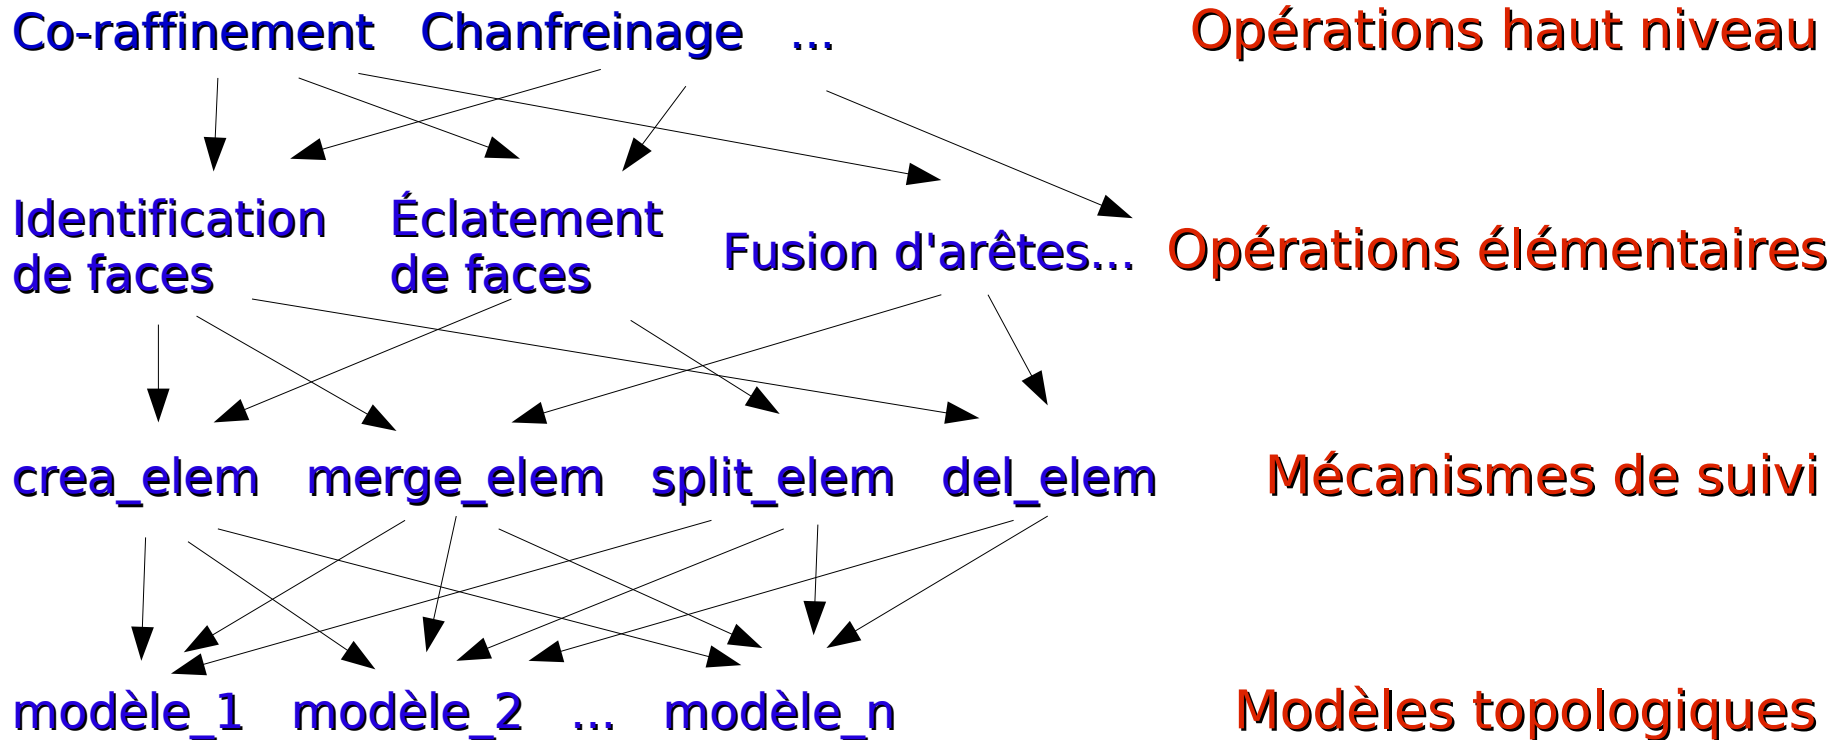 Co-raffinement Chanfreinage ... Opérations haut niveau
Identification Éclatement
de faces de faces Fusion d'arêtes... Opérations élémentaires
crea_elem merge_elem split_elem del_elem Mécanismes de suivi
modèle_1 modèle_2 ... modèle_n Modèles topologiques